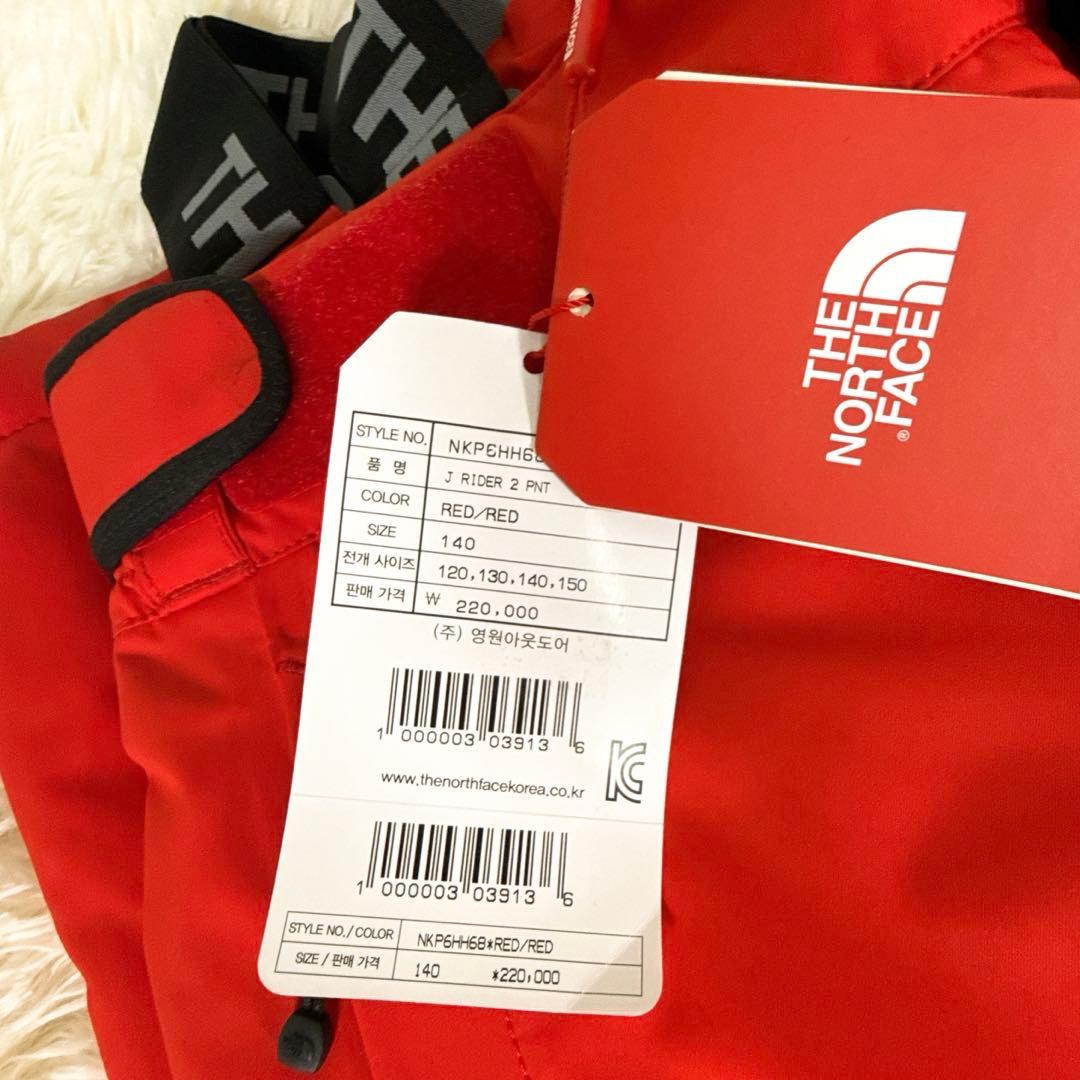 TH
THE
TH
THE
NORTH
FACE®
STYLE NO. NKP6HH68
품 명 J RIDER 2 PNT
COLOR RED/RED
SIZE 140
전개 사이즈 120,130,140,150
판매 가격 ₩ 220,000
(주) 영원아웃도어
1 000003 03913 6
www.thenorthfacekorea.co.kr
1 000003 03913 6
STYLE NO./COLOR NKP6HH68*RED/RED
SIZE / 판매 가격 140 *220,000